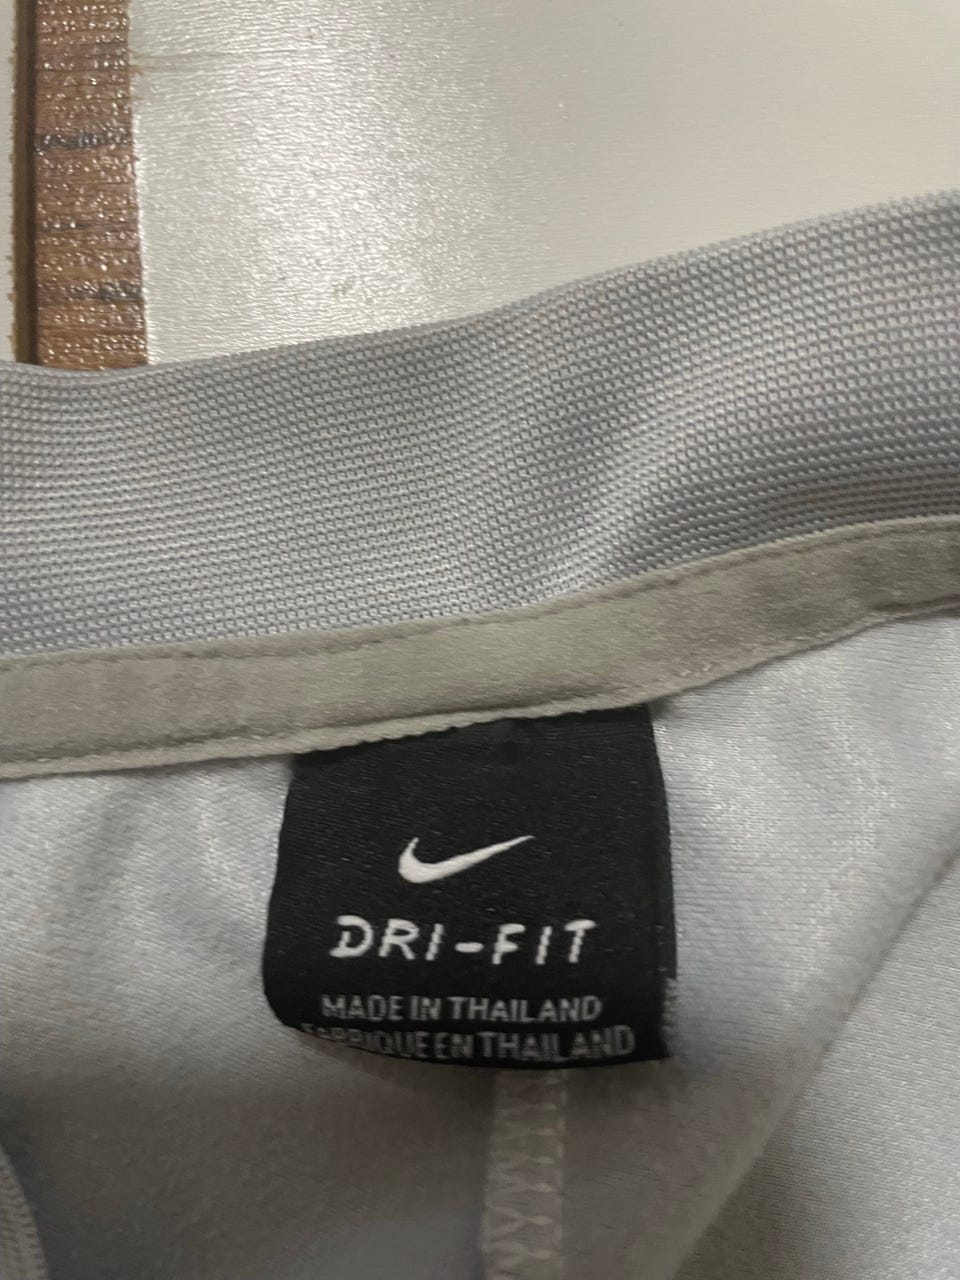 DRI-FIT
MADE IN THAILAND
FABRIQUE EN THAILAND